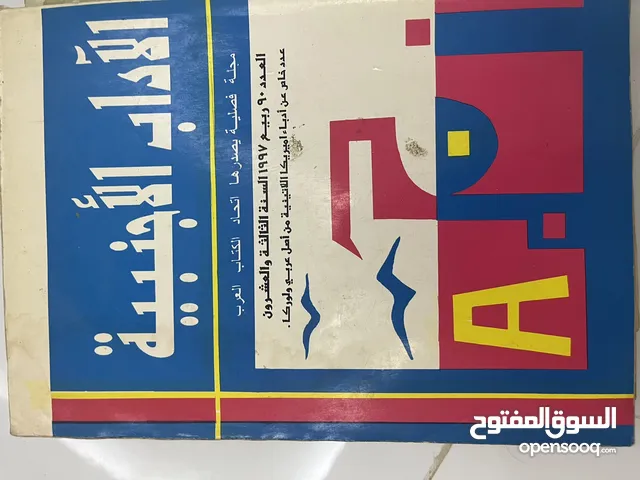 الآداب الأجنبية
مجلة فصلية يصدرها اتحاد الكتاب العرب
العدد ٩٠ ربيع ١٩٩٧ السنة الثالثة والعشرون
عدد خاص عن أدباء اميريكا اللاتينية من أصل عربي ولوركا.
A
السوق المفتوح
opensooq.com